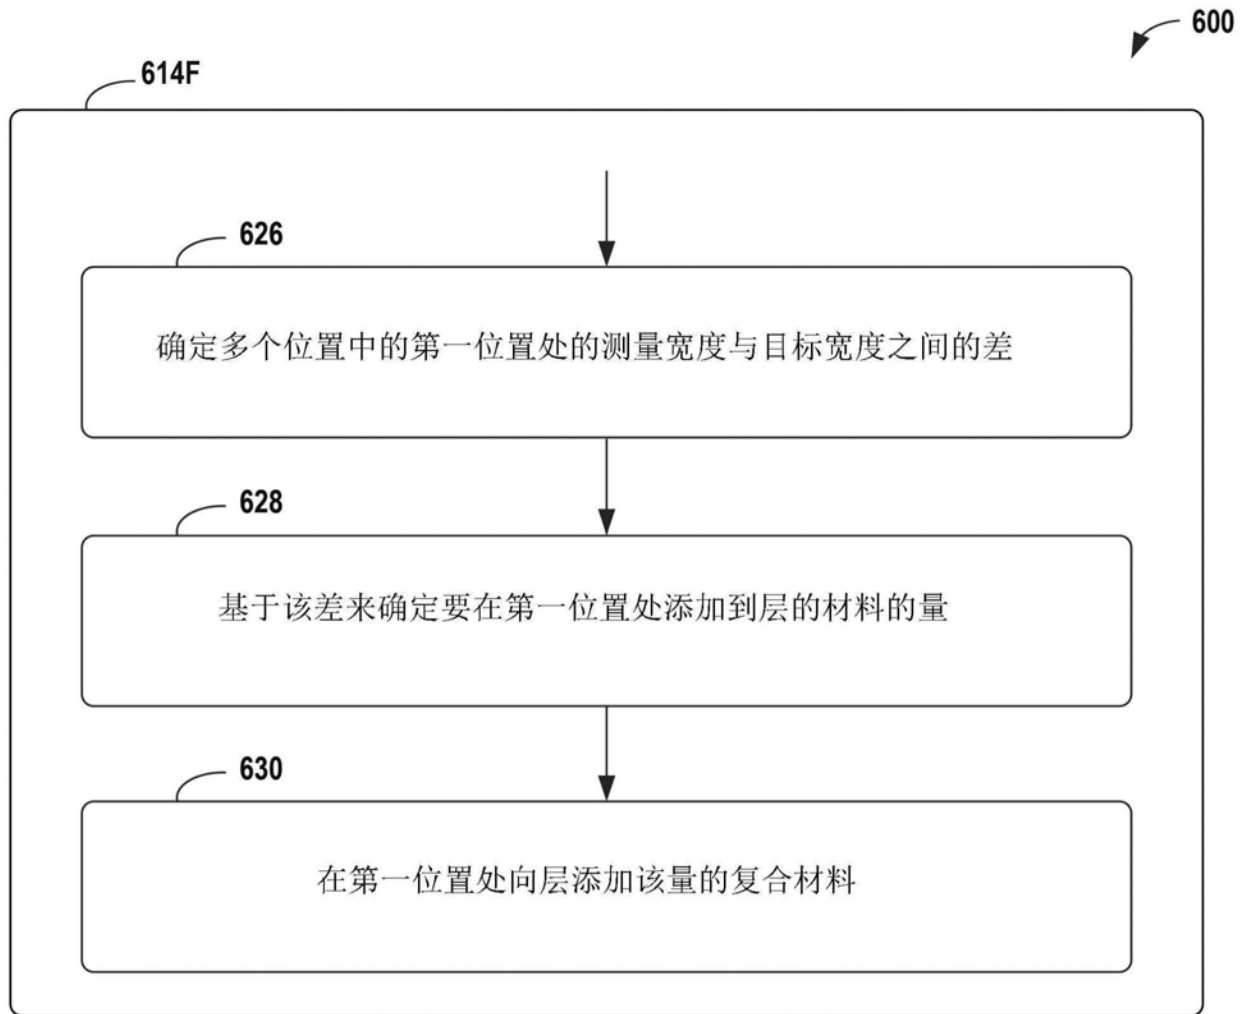 600
614F
626
确定多个位置中的第一位置处的测量宽度与目标宽度之间的差
628
基于该差来确定要在第一位置处添加到层的材料的量
630
在第一位置处向层添加该量的复合材料